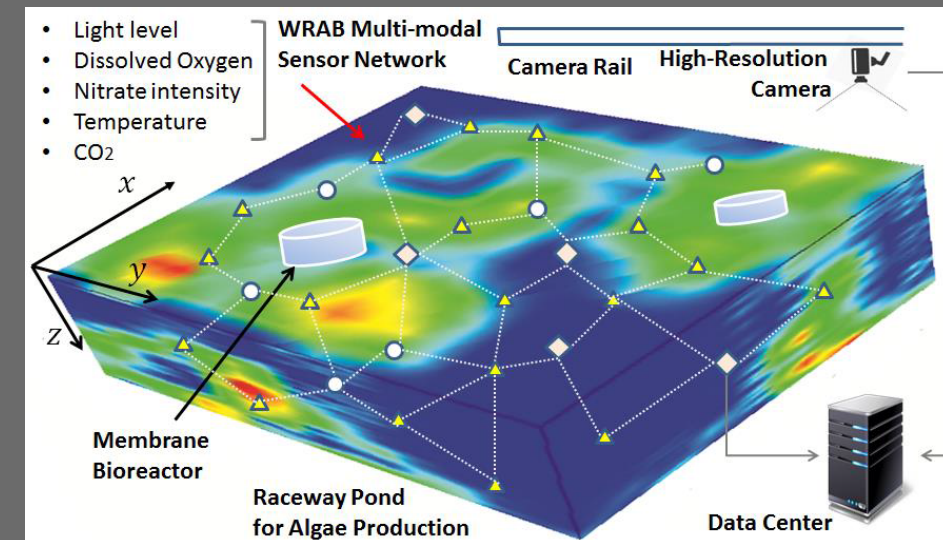 • Light level
• Dissolved Oxygen
• Nitrate intensity
• Temperature
• CO2
WRAB Multi-modal
Sensor Network
Camera Rail
High-Resolution
Camera
x
y
z
Membrane
Bioreactor
Raceway Pond
for Algae Production
Data Center